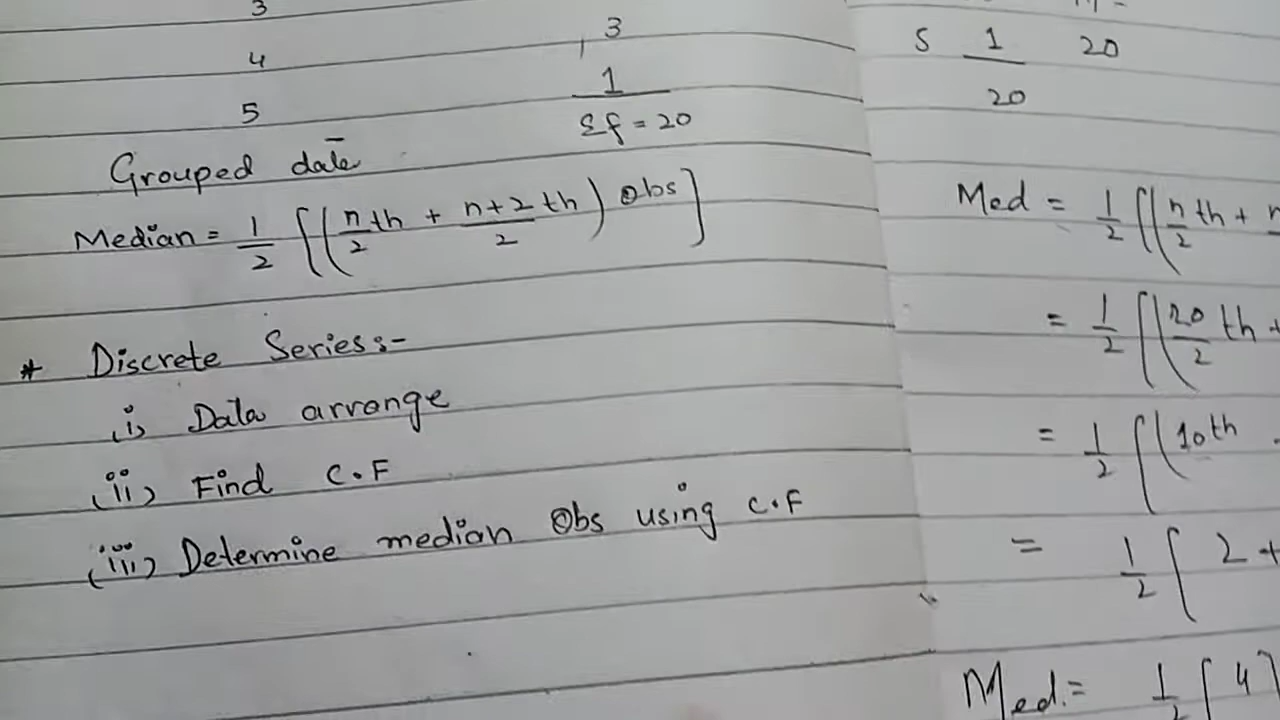 3
4 3
5 1
Σf = 20
Grouped data
Median = 1/2 [(n/2 th + n+2/2 th) Obs]
* Discrete Series:-
(i) Data arrange
(ii) Find C.F
(iii) Determine median Obs using C.F
5 1 20
20
Med = 1/2 [(n/2 th +
= 1/2 [(20/2 th +
= 1/2 [(10th
= 1/2 [ 2 +
Med. = 1/2 [ 4 ]